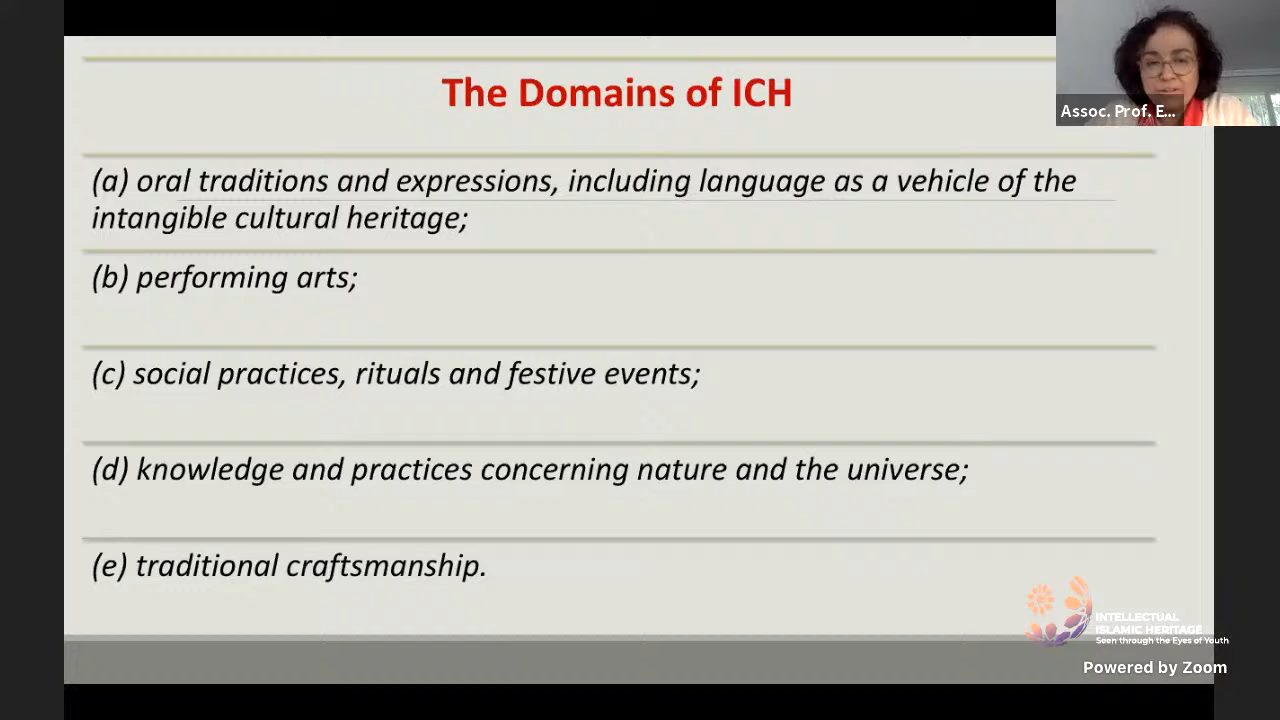 The Domains of ICH
Assoc. Prof. E...
(a) oral traditions and expressions, including language as a vehicle of the
intangible cultural heritage;
(b) performing arts;
(c) social practices, rituals and festive events;
(d) knowledge and practices concerning nature and the universe;
(e) traditional craftsmanship.
INTELLECTUAL
ISLAMIC HERITAGE
Seen through the Eyes of Youth
Powered by Zoom